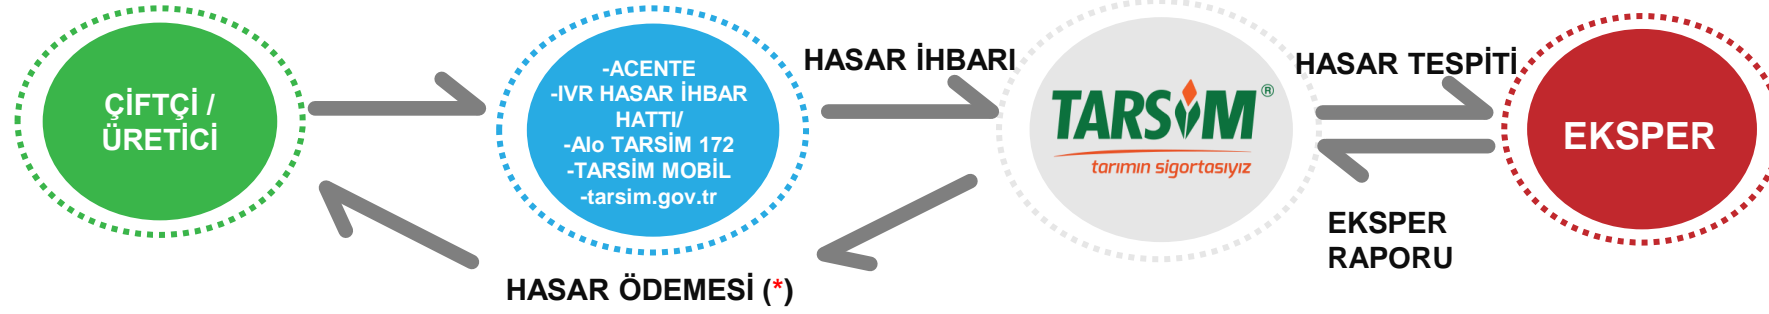 ÇİFTÇİ /
ÜRETİCİ
-ACENTE
-IVR HASAR İHBAR
HATTI/
-Alo TARSİM 172
-TARSİM MOBİL
-tarsim.gov.tr
HASAR İHBARI
TARSİM®
tarımın sigortasıyız
HASAR TESPİTİ
EKSPER
EKSPER
RAPORU
HASAR ÖDEMESİ (*)